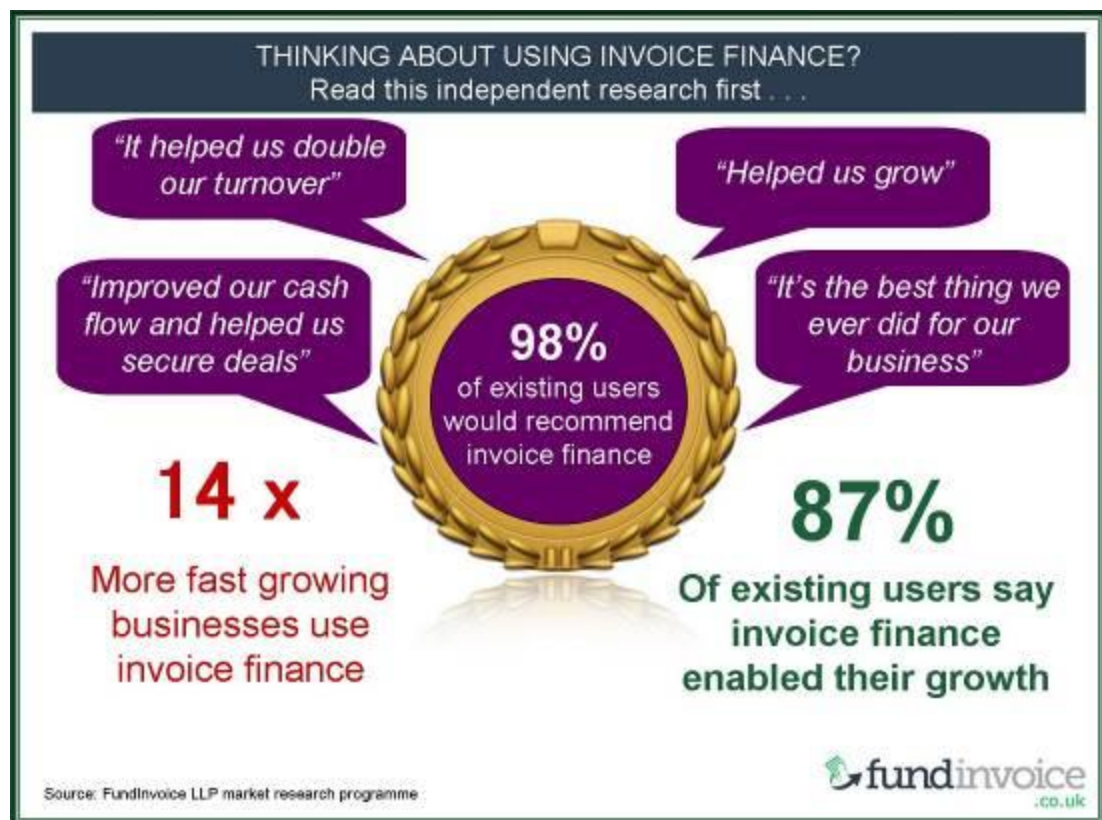 THINKING ABOUT USING INVOICE FINANCE?
Read this independent research first . . .
“It helped us double
our turnover”
“Helped us grow”
“Improved our cash
flow and helped us
secure deals”
“It’s the best thing we
ever did for our
business”
98%
of existing users
would recommend
invoice finance
14 x
More fast growing
businesses use
invoice finance
87%
Of existing users say
invoice finance
enabled their growth
Source: FundInvoice LLP market research programme
fundinvoice
.co.uk